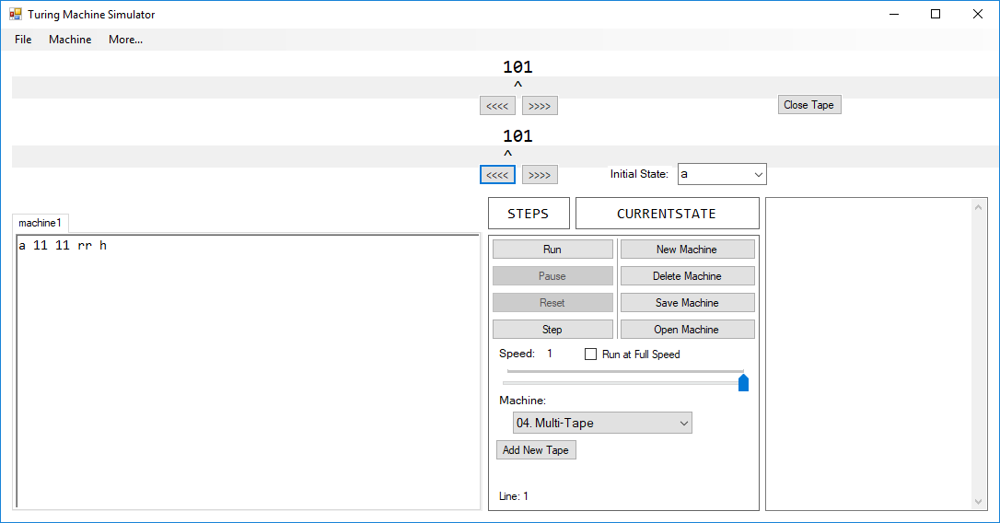 Turing Machine Simulator
File Machine More...
101
^
<<<< >>>> Close Tape
101
^
<<<< >>>> Initial State: a
STEPS CURRENTSTATE
machine1
a 11 11 rr h
Run New Machine
Pause Delete Machine
Reset Save Machine
Step Open Machine
Speed: 1 Run at Full Speed
Machine:
04. Multi-Tape
Add New Tape
Line: 1